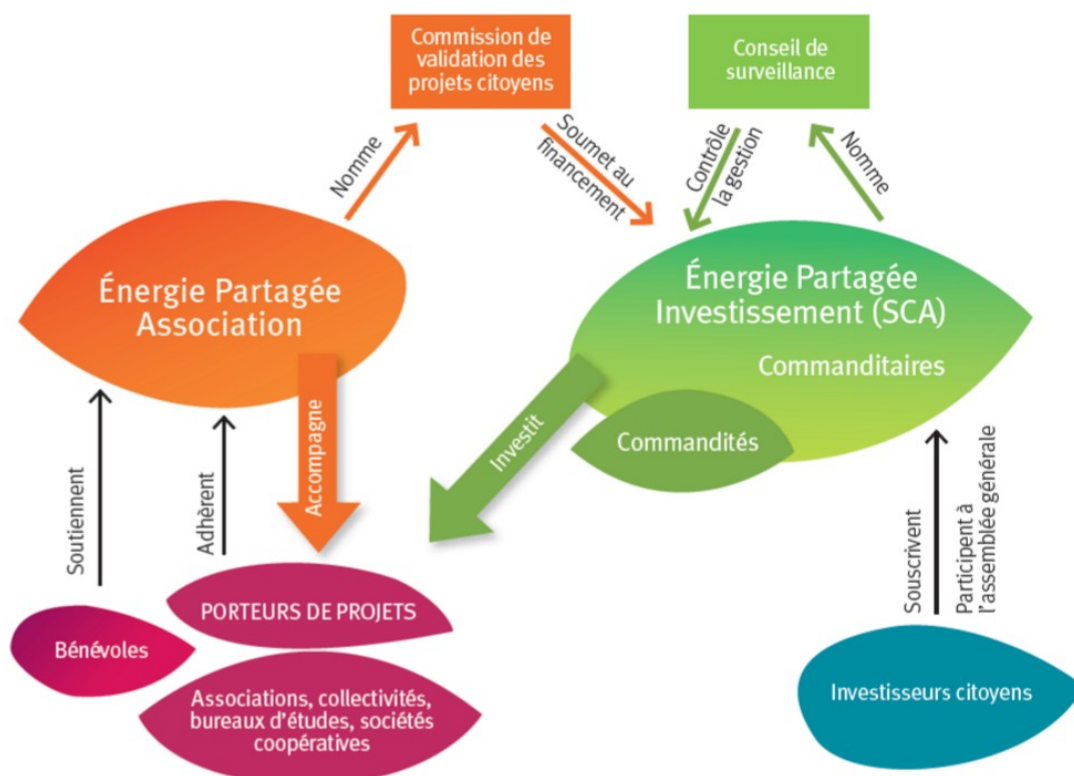 Commission de
validation des
projets citoyens
Conseil de
surveillance
Nomme
Soumet au
financement
Contrôle
la gestion
Nomme
Énergie Partagée
Association
Énergie Partagée
Investissement (SCA)
Commanditaires
Commandités
Accompagne
Investit
Soutiennent
Adhèrent
Souscrivent
Participent à
l'assemblée générale
PORTEURS DE PROJETS
Bénévoles
Associations, collectivités,
bureaux d'études, sociétés
coopératives
Investisseurs citoyens